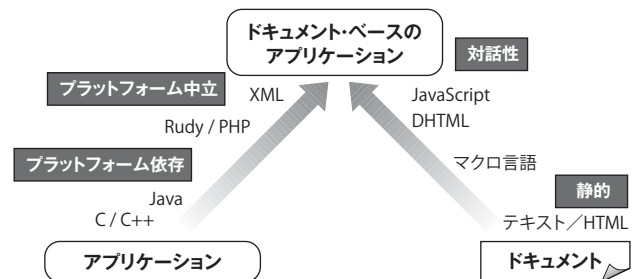 ドキュメント・ベースの
アプリケーション
対話性
プラットフォーム中立
XML
JavaScript
Rudy / PHP
DHTML
プラットフォーム依存
マクロ言語
Java
静的
C / C++
テキスト／HTML
アプリケーション
ドキュメント